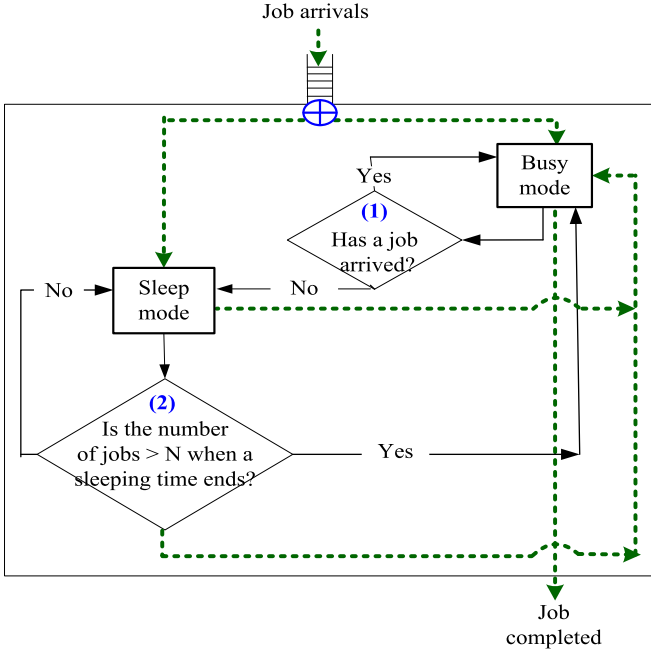 Job arrivals
Busy
mode
Yes
(1)
Has a job
arrived?
No
Sleep
mode
No
(2)
Is the number
of jobs > N when a
sleeping time ends?
Yes
Job
completed